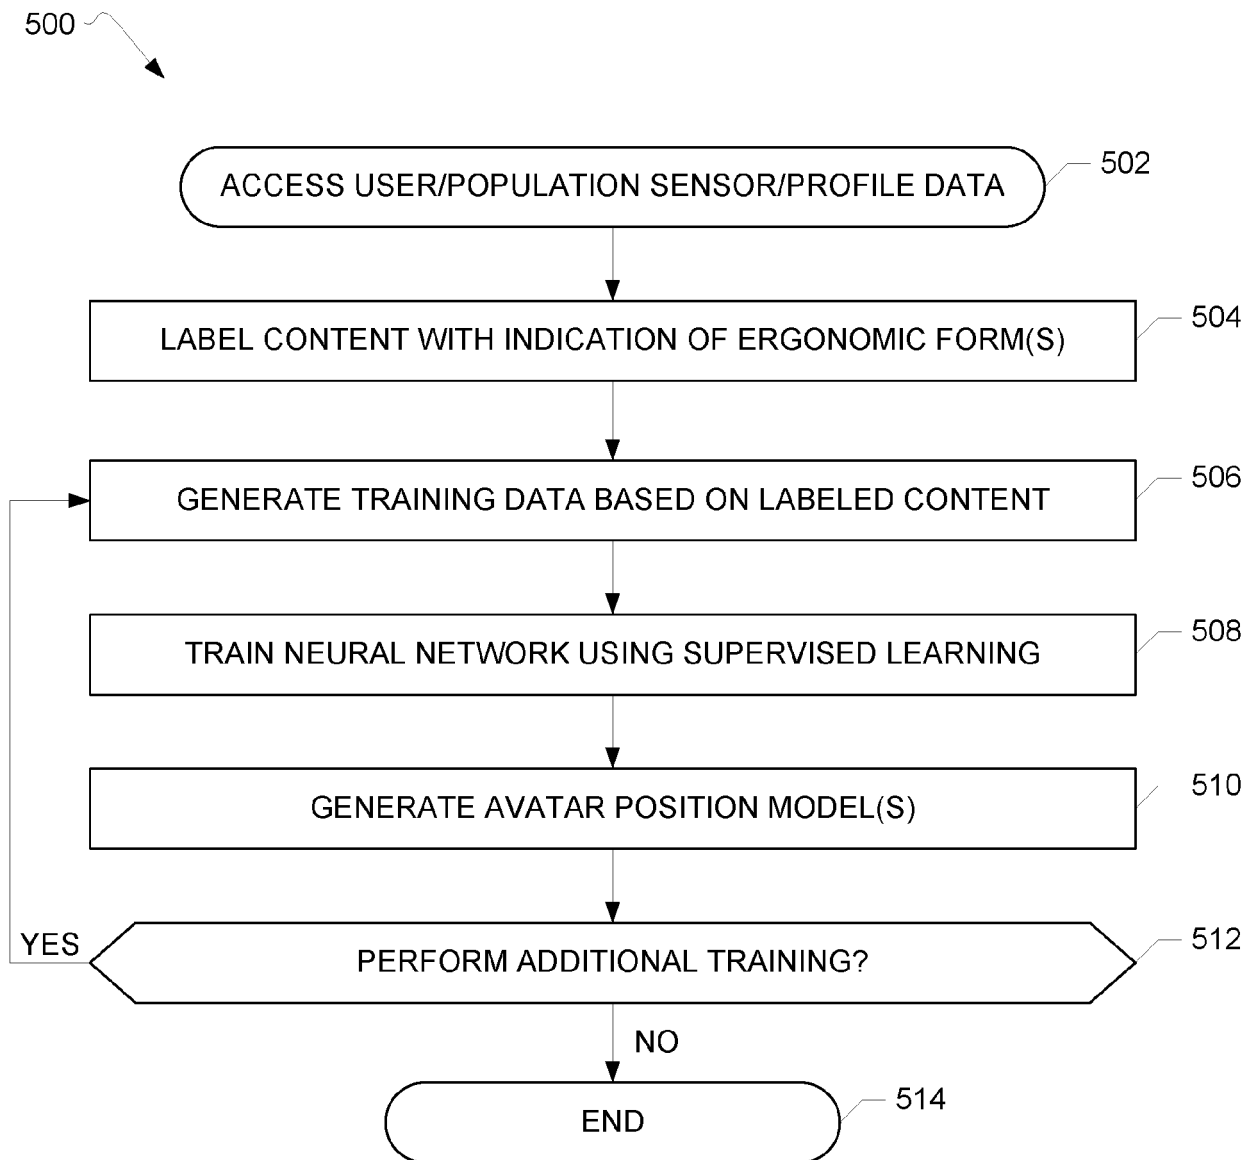 500
ACCESS USER/POPULATION SENSOR/PROFILE DATA
502
LABEL CONTENT WITH INDICATION OF ERGONOMIC FORM(S)
504
GENERATE TRAINING DATA BASED ON LABELED CONTENT
506
TRAIN NEURAL NETWORK USING SUPERVISED LEARNING
508
GENERATE AVATAR POSITION MODEL(S)
510
YES
PERFORM ADDITIONAL TRAINING?
512
NO
END
514